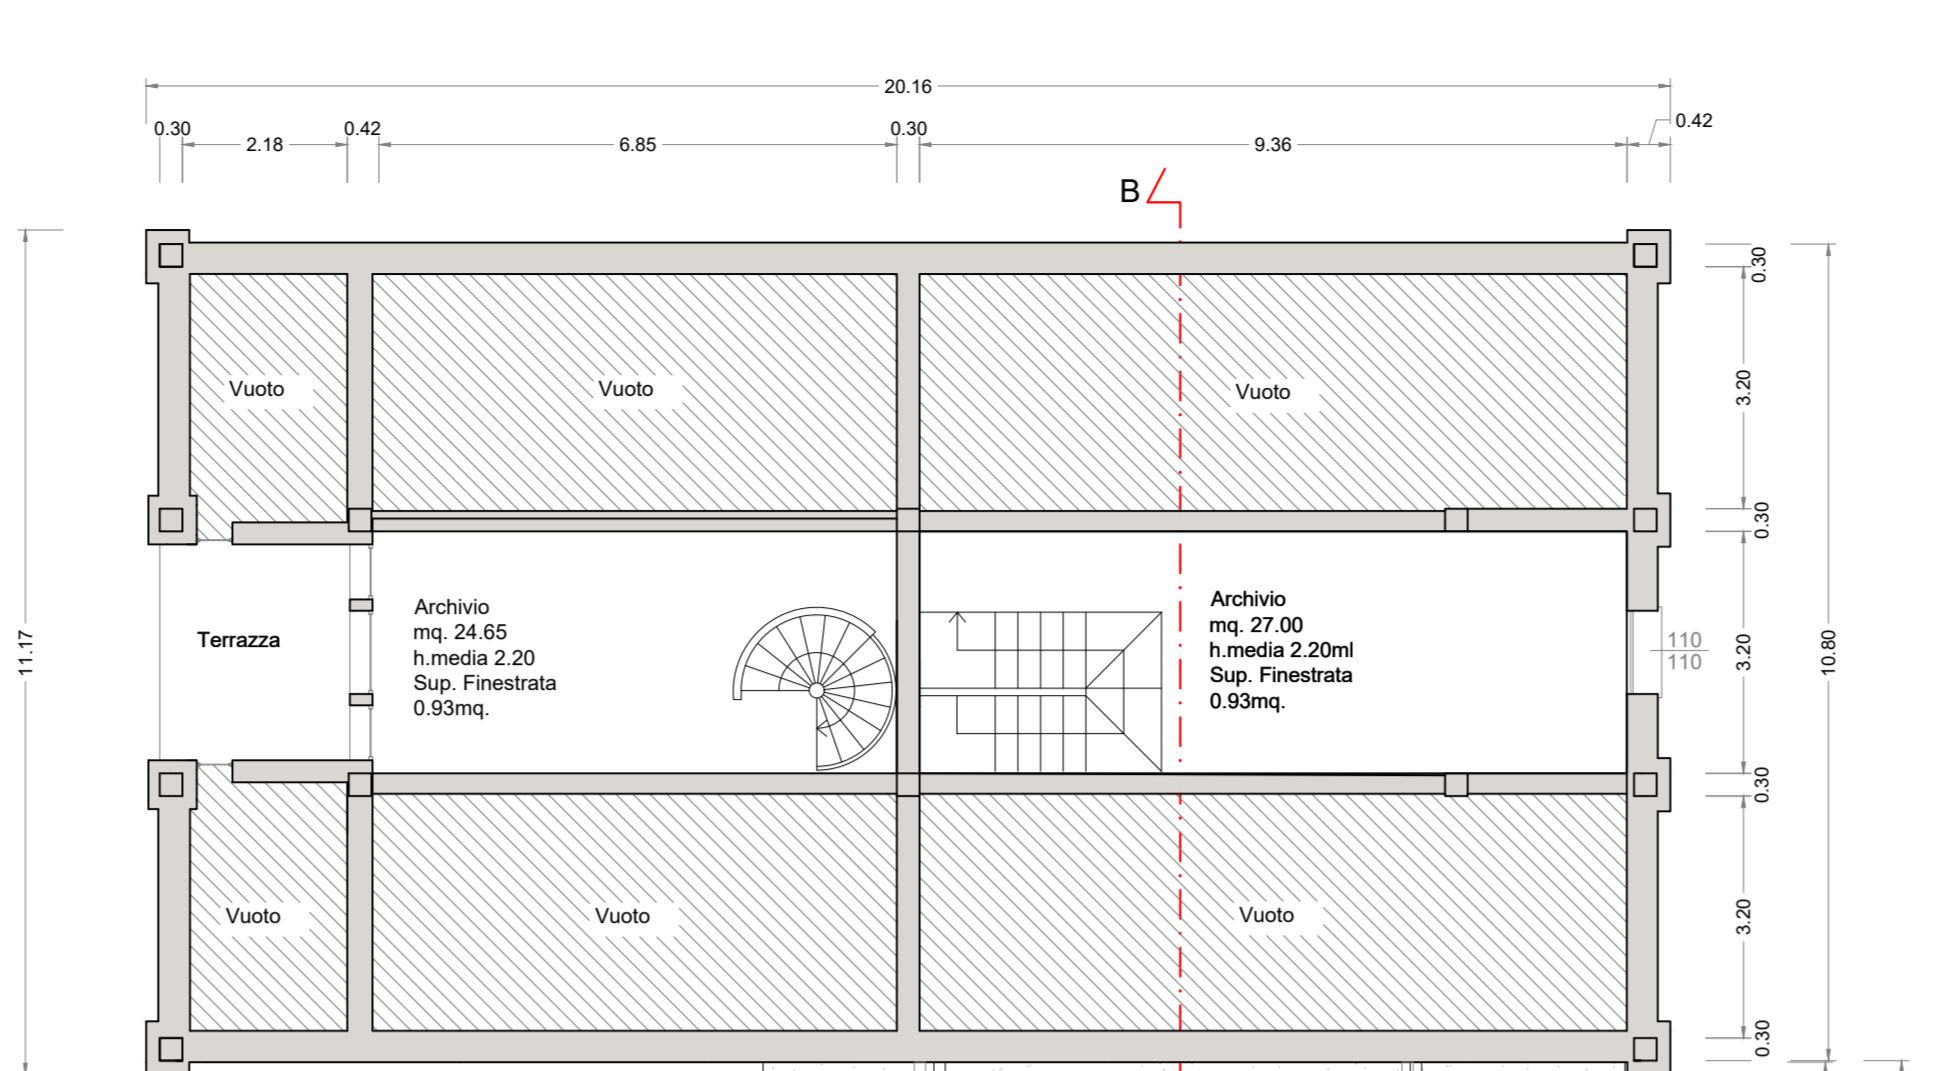 20.16
0.30
0.42
0.30
0.42
2.18
6.85
9.36
B
0.30
Vuoto
Vuoto
Vuoto
3.20
0.30
Archivio
mq. 24.65
h.media 2.20
Sup. Finestrata
0.93mq.
Archivio
mq. 27.00
h.media 2.20ml
Sup. Finestrata
0.93mq.
Terrazza
11.17
110
110
3.20
10.80
0.30
Vuoto
Vuoto
Vuoto
3.20
0.30